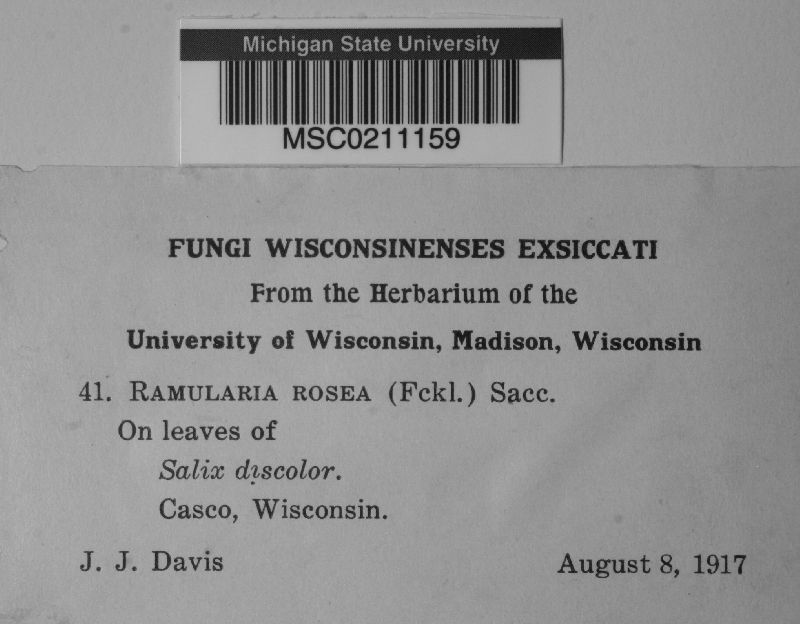 Michigan State University
MSC0211159
FUNGI WISCONSINENSES EXSICCATI
From the Herbarium of the
University of Wisconsin, Madison, Wisconsin
41. RAMULARIA ROSEA (Fckl.) Sacc.
On leaves of
Salix discolor.
Casco, Wisconsin.
J. J. Davis August 8, 1917